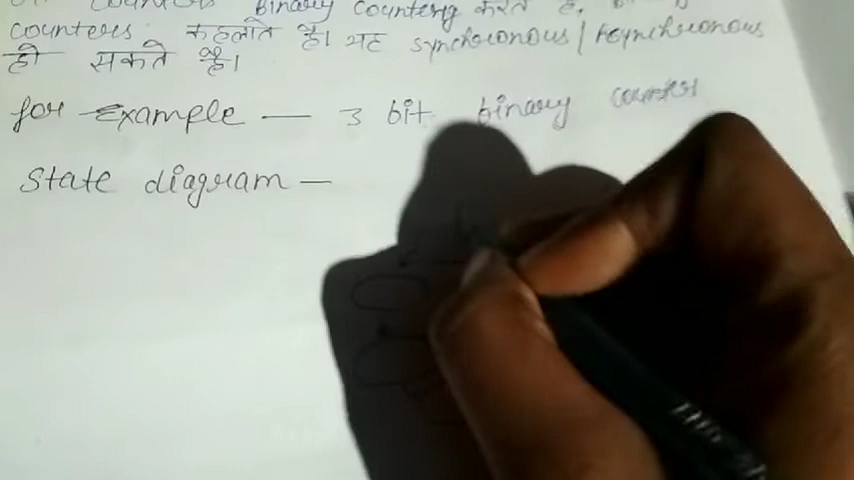 counters binary counting करते है.
counters कहलाते है। यह synchronous / Asynchronous
हो सकते है।
for Example — 3 bit binary counter
State diagram —